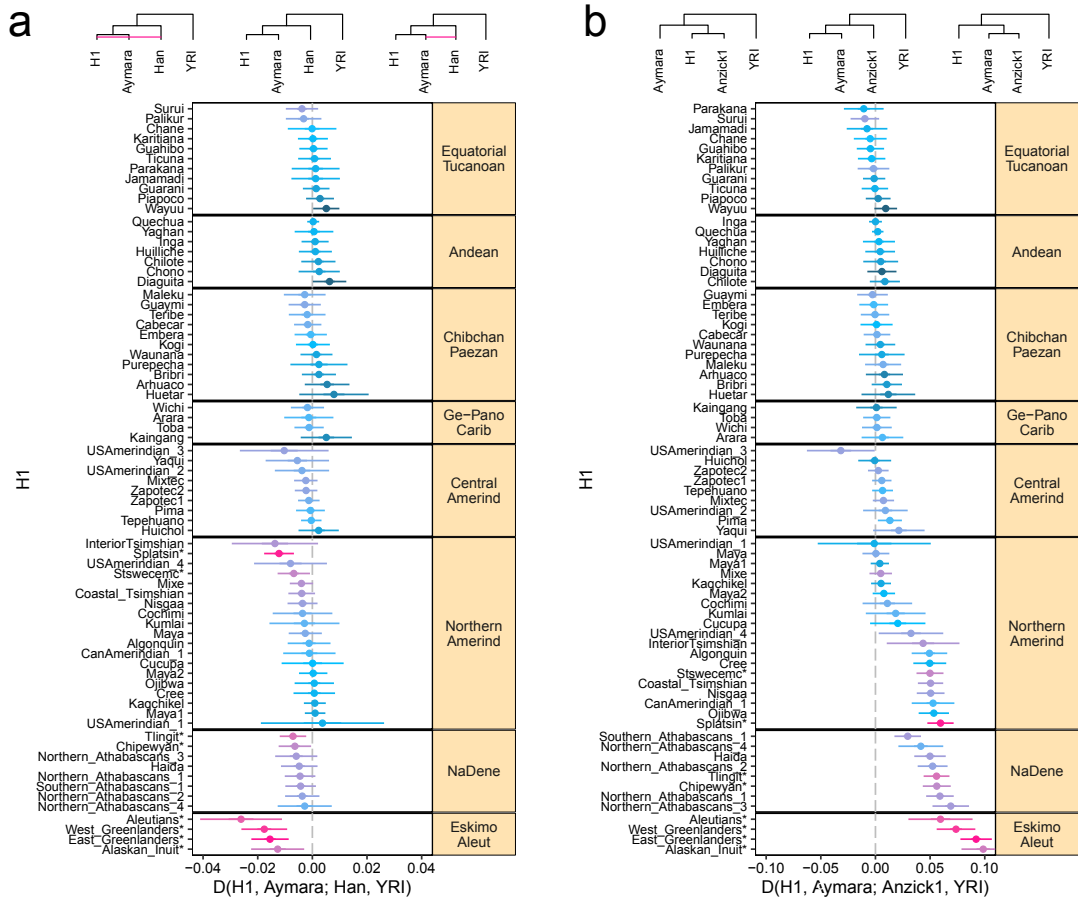 a
H1
Aymara
Han
YRI
Aymara
Han
YRI
H1
Aymara
Han
YRI
H1
Surui
Palikur
Chane
Karitiana
Guahibo
Ticuna
Parakana
Jamamadi
Guarani
Piapoco
Wayuu
Equatorial
Tucanoan
Quechua
Yaghan
Inga
Huilliche
Chilote
Chono
Diaguita
Andean
Maleku
Guaymi
Teribe
Cabecar
Embera
Kogi
Waunana
Purepecha
Bribri
Arhuaco
Huetar
Chibchan
Paezan
Wichi
Arara
Toba
Kaingang
Ge−Pano
Carib
USAmerindian_3
Yaqui
USAmerindian_2
Mixtec
Zapotec2
Zapotec1
Pima
Tepehuano
Huichol
Central
Amerind
InteriorTsimshian
Splatsin*
USAmerindian_4
Stswecemc*
Mixe
Coastal_Tsimshian
Nisgaa
Cochimi
Kumlai
Maya
Algonquin
CanAmerindian_1
Cucupa
Maya2
Ojibwa
Cree
Kaqchikel
Maya1
USAmerindian_1
Northern
Amerind
Tlingit*
Chipewyan*
Northern_Athabascans_3
Haida
Northern_Athabascans_1
Southern_Athabascans_1
Northern_Athabascans_2
Northern_Athabascans_4
NaDene
Aleutians*
West_Greenlanders*
East_Greenlanders*
Alaskan_Inuit*
Eskimo
Aleut
−0.04 −0.02 0.00 0.02 0.04
D(H1, Aymara; Han, YRI)
b
Aymara
H1
Anzick1
YRI
H1
Aymara
Anzick1
YRI
H1
Aymara
Anzick1
YRI
H1
Parakana
Surui
Jamamadi
Chane
Guahibo
Karitiana
Palikur
Guarani
Ticuna
Piapoco
Wayuu
Equatorial
Tucanoan
Inga
Quechua
Yaghan
Huilliche
Chono
Diaguita
Chilote
Andean
Guaymi
Embera
Teribe
Kogi
Cabecar
Waunana
Purepecha
Maleku
Arhuaco
Bribri
Huetar
Chibchan
Paezan
Kaingang
Toba
Wichi
Arara
Ge−Pano
Carib
USAmerindian_3
Huichol
Zapotec2
Zapotec1
Tepehuano
Mixtec
USAmerindian_2
Pima
Yaqui
Central
Amerind
USAmerindian_1
Maya
Maya1
Mixe
Kaqchikel
Maya2
Cochimi
Kumlai
Cucupa
USAmerindian_4
InteriorTsimshian
Algonquin
Cree
Stswecemc*
Coastal_Tsimshian
Nisgaa
CanAmerindian_1
Ojibwa
Splatsin*
Northern
Amerind
Southern_Athabascans_1
Northern_Athabascans_4
Haida
Northern_Athabascans_2
Tlingit*
Chipewyan*
Northern_Athabascans_1
Northern_Athabascans_3
NaDene
Aleutians*
West_Greenlanders*
East_Greenlanders*
Alaskan_Inuit*
Eskimo
Aleut
−0.10 −0.05 0.00 0.05 0.10
D(H1, Aymara; Anzick1, YRI)